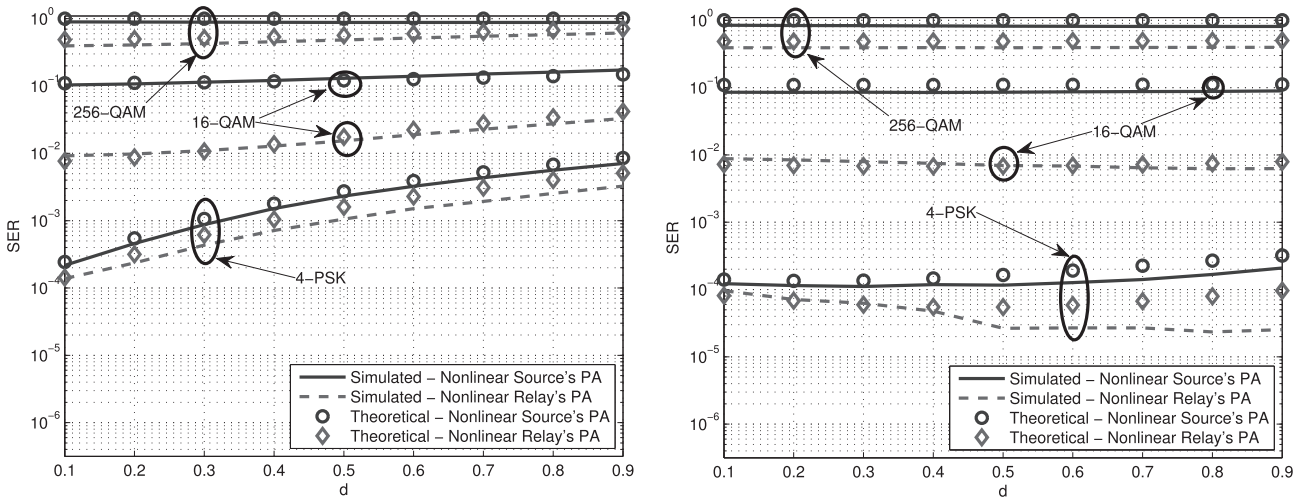 10^0
10^-1
10^-2
10^-3
10^-4
10^-5
10^-6
SER
256-QAM
16-QAM
4-PSK
Simulated - Nonlinear Source's PA
Simulated - Nonlinear Relay's PA
Theoretical - Nonlinear Source's PA
Theoretical - Nonlinear Relay's PA
0.1 0.2 0.3 0.4 0.5 0.6 0.7 0.8 0.9
d
10^0
10^-1
10^-2
10^-3
10^-4
10^-5
10^-6
SER
256-QAM
16-QAM
4-PSK
Simulated - Nonlinear Source's PA
Simulated - Nonlinear Relay's PA
Theoretical - Nonlinear Source's PA
Theoretical - Nonlinear Relay's PA
0.1 0.2 0.3 0.4 0.5 0.6 0.7 0.8 0.9
d